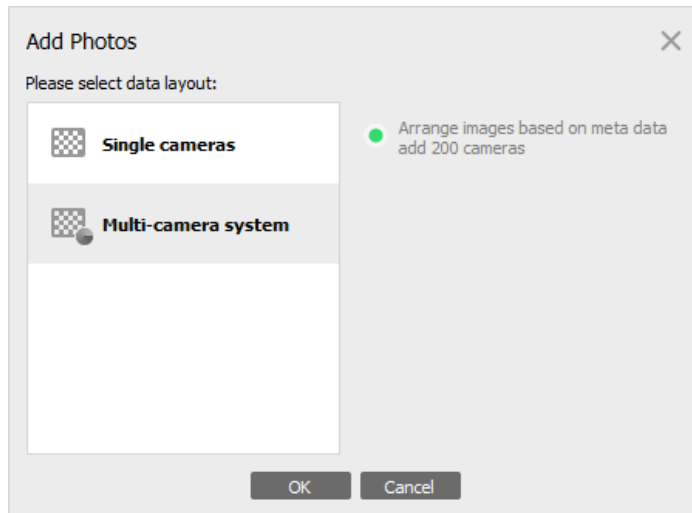 Add Photos
Please select data layout:
Single cameras
Multi-camera system
Arrange images based on meta data
add 200 cameras
OK
Cancel